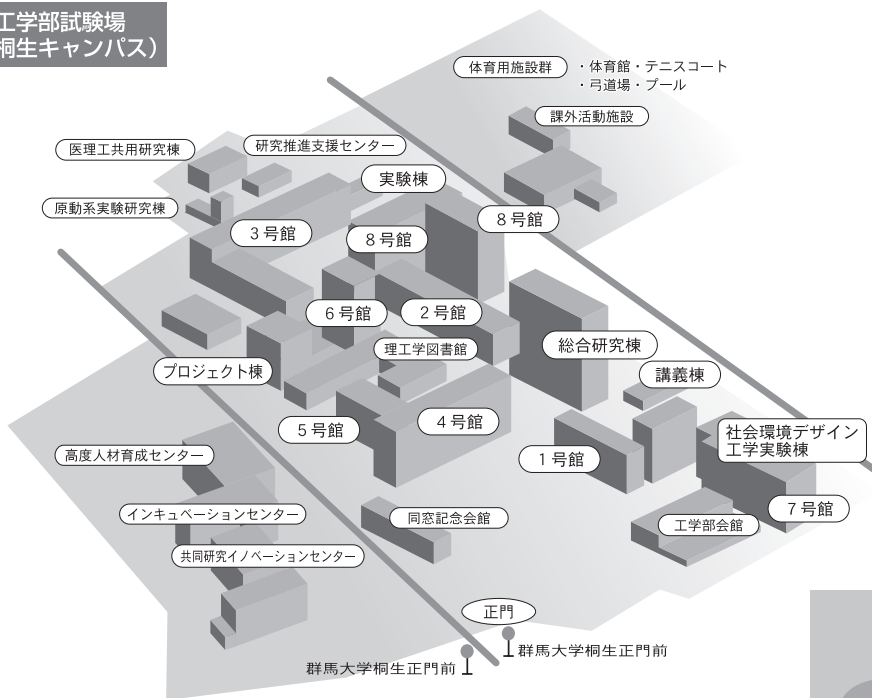 工学部試験場
桐生キャンパス）
体育用施設群
・体育館・テニスコート
・弓道場・プール
課外活動施設
医理工共用研究棟
研究推進支援センター
実験棟
原動系実験研究棟
3号館
8号館
8号館
6号館
2号館
理工学図書館
総合研究棟
プロジェクト棟
講義棟
5号館
4号館
社会環境デザイン
工学実験棟
1号館
高度人材育成センター
7号館
インキュベーションセンター
同窓記念会館
工学部会館
共同研究イノベーションセンター
正門
群馬大学桐生正門前
群馬大学桐生正門前